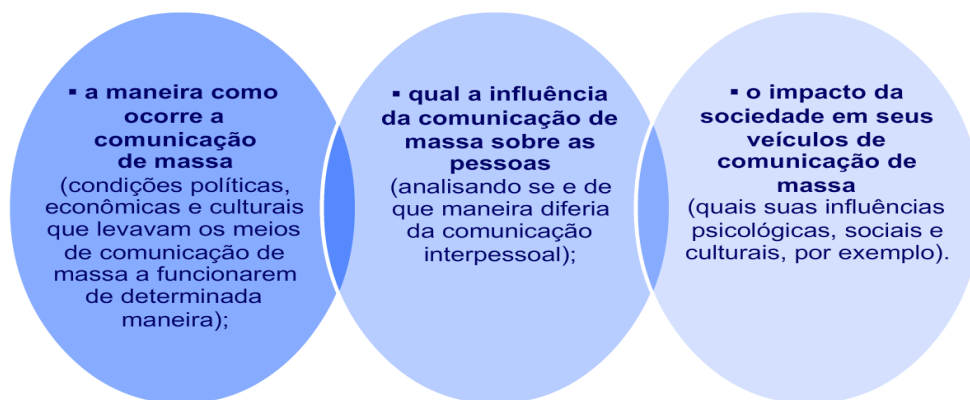 ▪ a maneira como
ocorre a
comunicação
de massa
(condições políticas,
econômicas e culturais
que levavam os meios
de comunicação de
massa a funcionarem
de determinada
maneira);
▪ qual a influência
da comunicação de
massa sobre as
pessoas
(analisando se e de
que maneira diferia
da comunicação
interpessoal);
▪ o impacto da
sociedade em seus
veículos de
comunicação de
massa
(quais suas influências
psicológicas, sociais e
culturais, por exemplo).